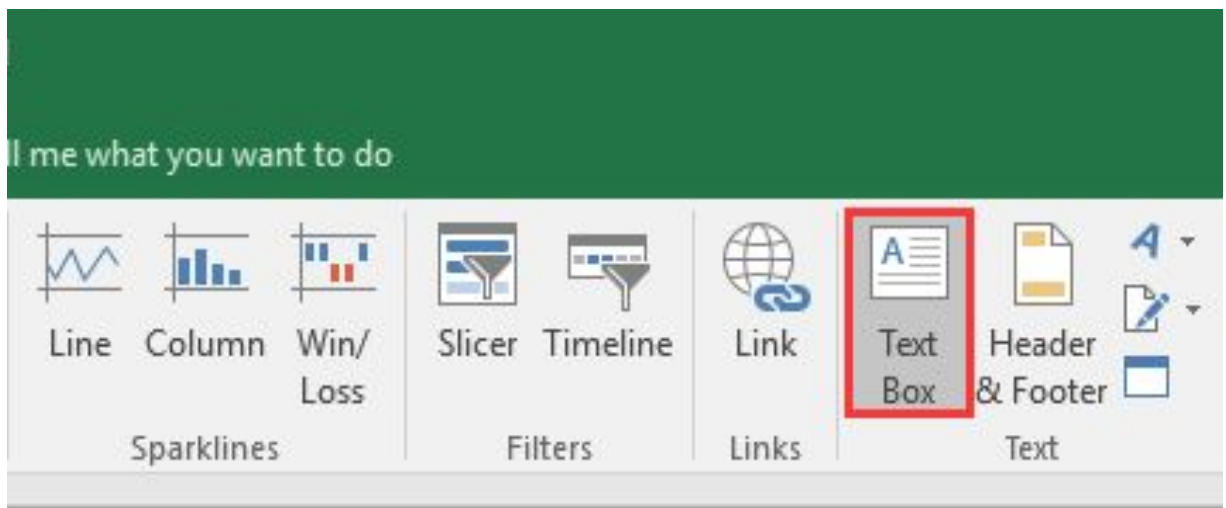 ll me what you want to do
Line
Column
Win/
Loss
Sparklines
Slicer
Timeline
Filters
Link
Links
A
Text
Box
Header
& Footer
A
Text